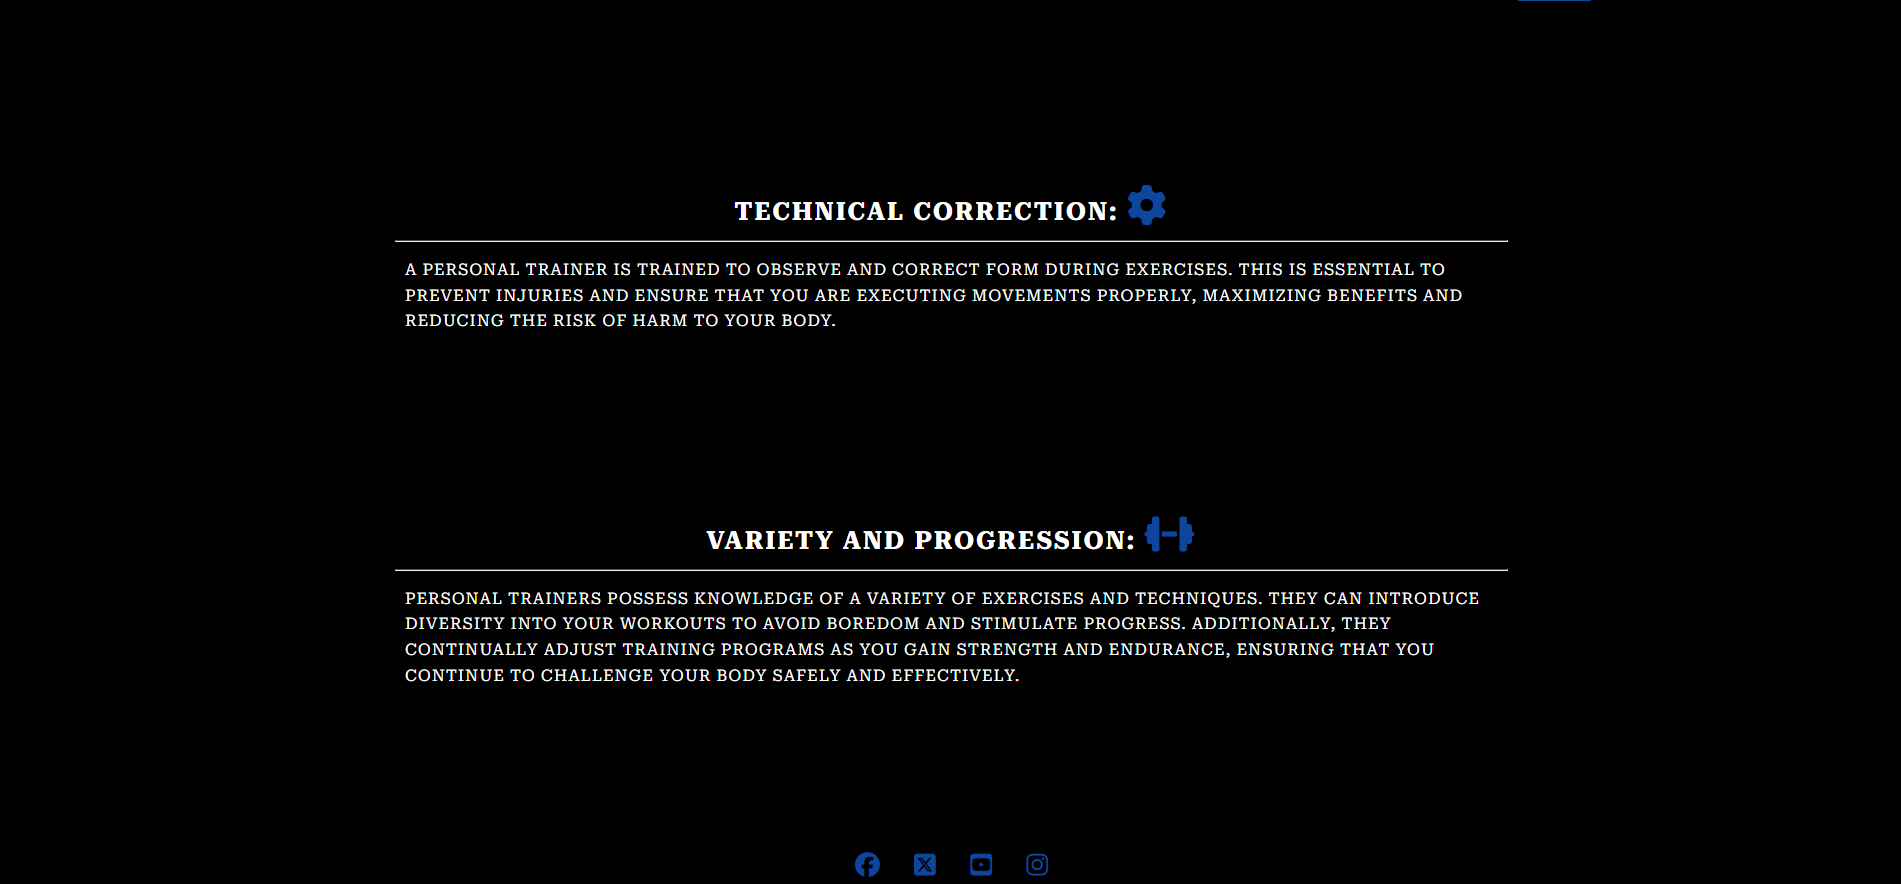 TECHNICAL CORRECTION:
A PERSONAL TRAINER IS TRAINED TO OBSERVE AND CORRECT FORM DURING EXERCISES. THIS IS ESSENTIAL TO
PREVENT INJURIES AND ENSURE THAT YOU ARE EXECUTING MOVEMENTS PROPERLY, MAXIMIZING BENEFITS AND
REDUCING THE RISK OF HARM TO YOUR BODY.
VARIETY AND PROGRESSION:
PERSONAL TRAINERS POSSESS KNOWLEDGE OF A VARIETY OF EXERCISES AND TECHNIQUES. THEY CAN INTRODUCE
DIVERSITY INTO YOUR WORKOUTS TO AVOID BOREDOM AND STIMULATE PROGRESS. ADDITIONALLY, THEY
CONTINUALLY ADJUST TRAINING PROGRAMS AS YOU GAIN STRENGTH AND ENDURANCE, ENSURING THAT YOU
CONTINUE TO CHALLENGE YOUR BODY SAFELY AND EFFECTIVELY.